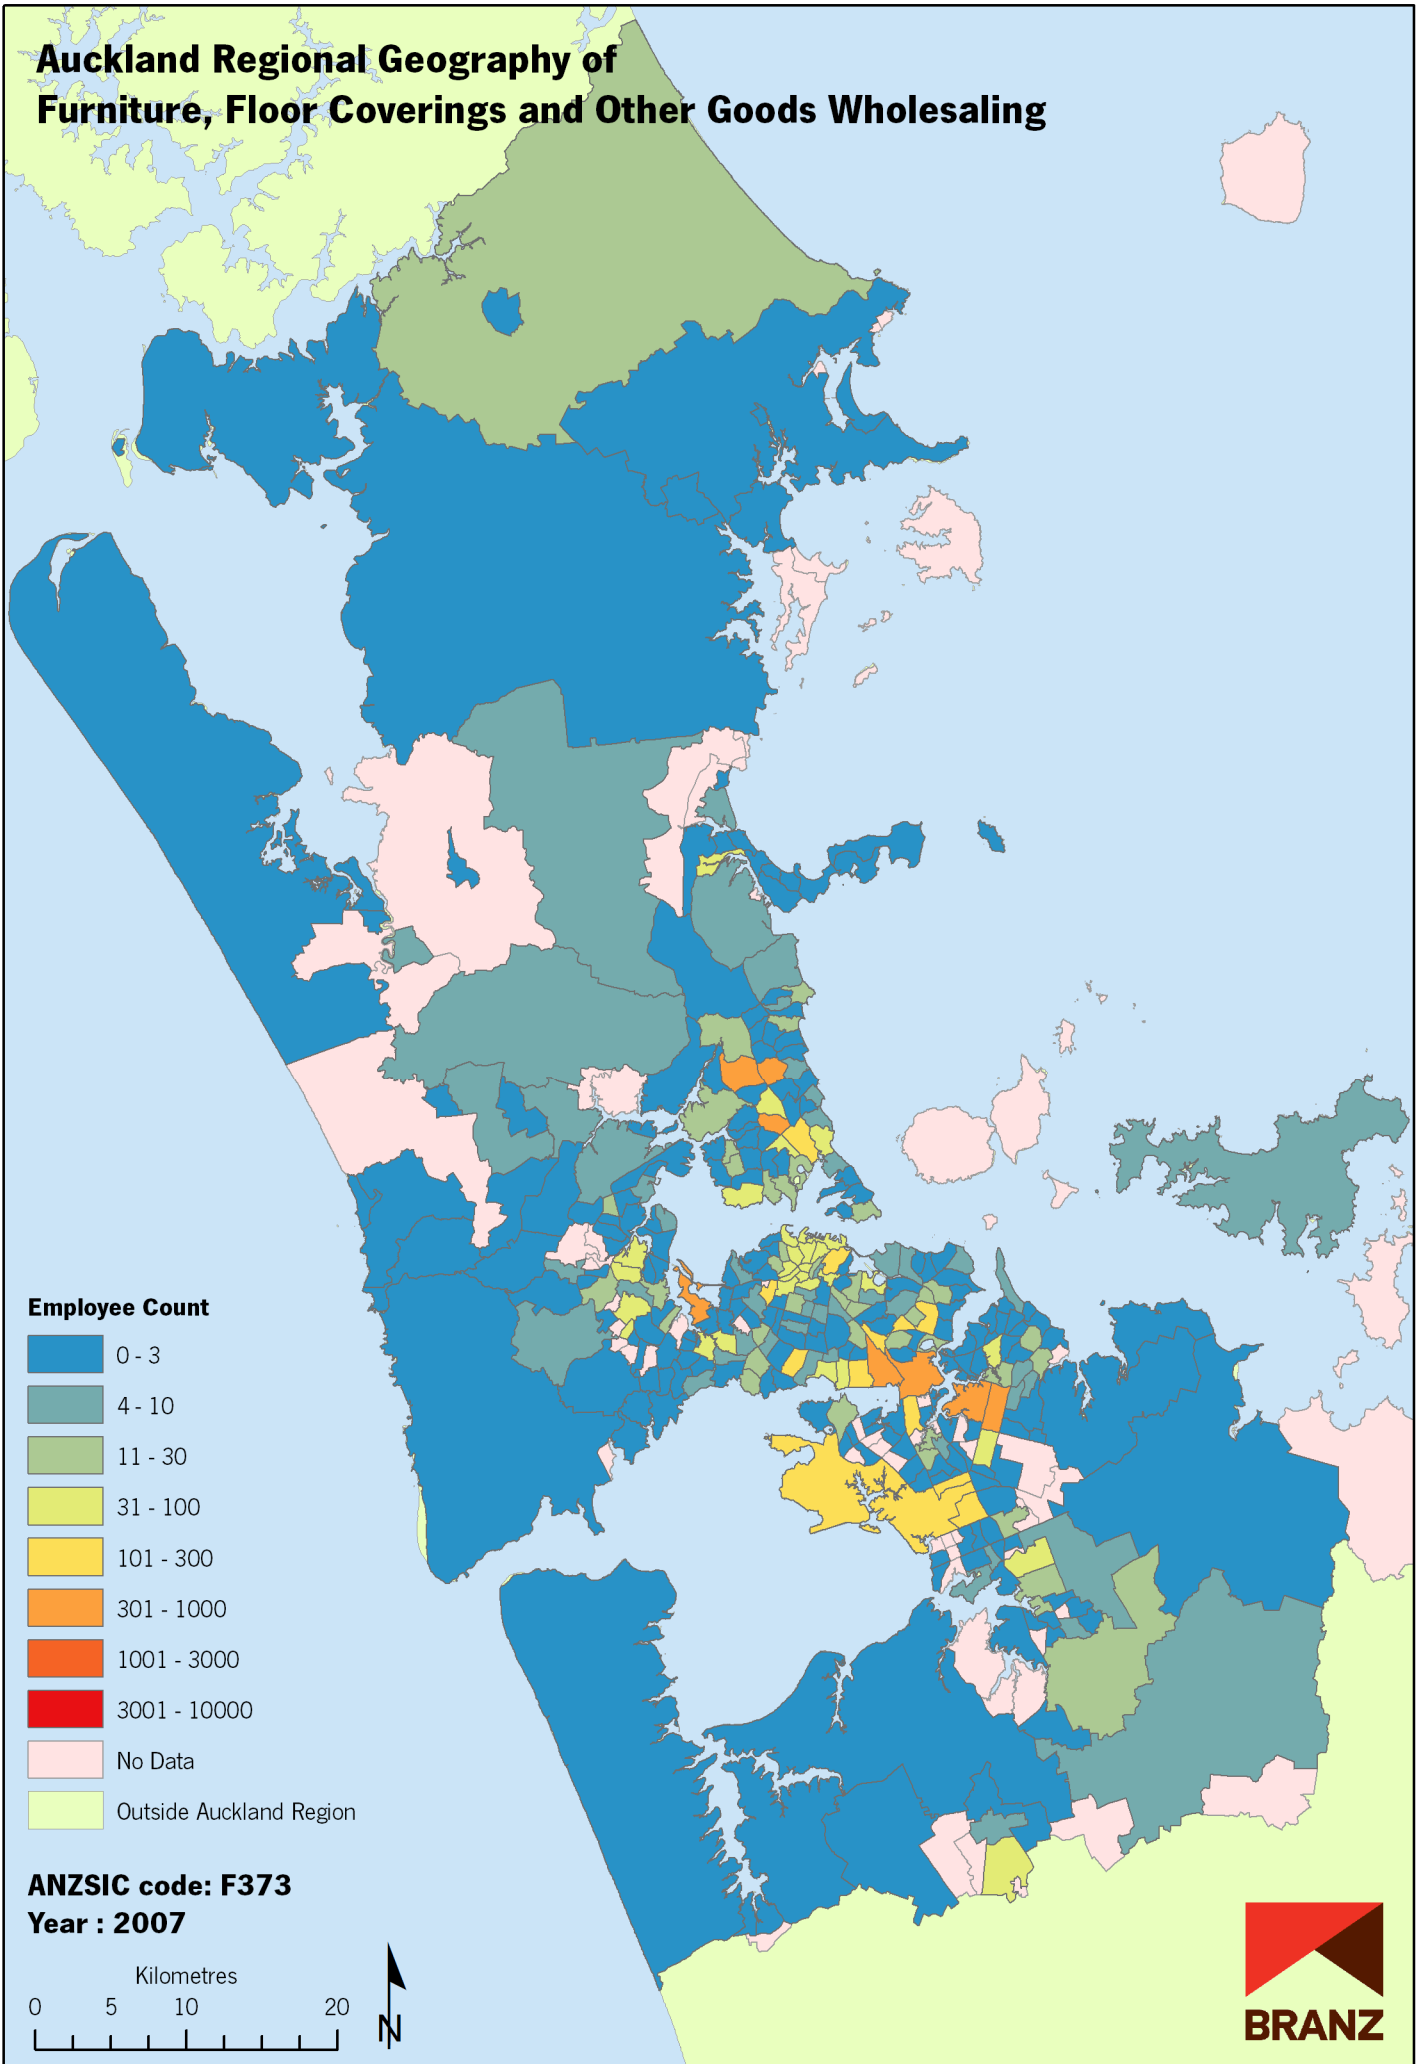 Auckland Regional Geography of
Furniture, Floor Coverings and Other Goods Wholesaling
Employee Count
0 - 3
4 - 10
11 - 30
31 - 100
101 - 300
301 - 1000
1001 - 3000
3001 - 10000
No Data
Outside Auckland Region
ANZSIC code: F373
Year : 2007
Kilometres
0 5 10 20
N
BRANZ